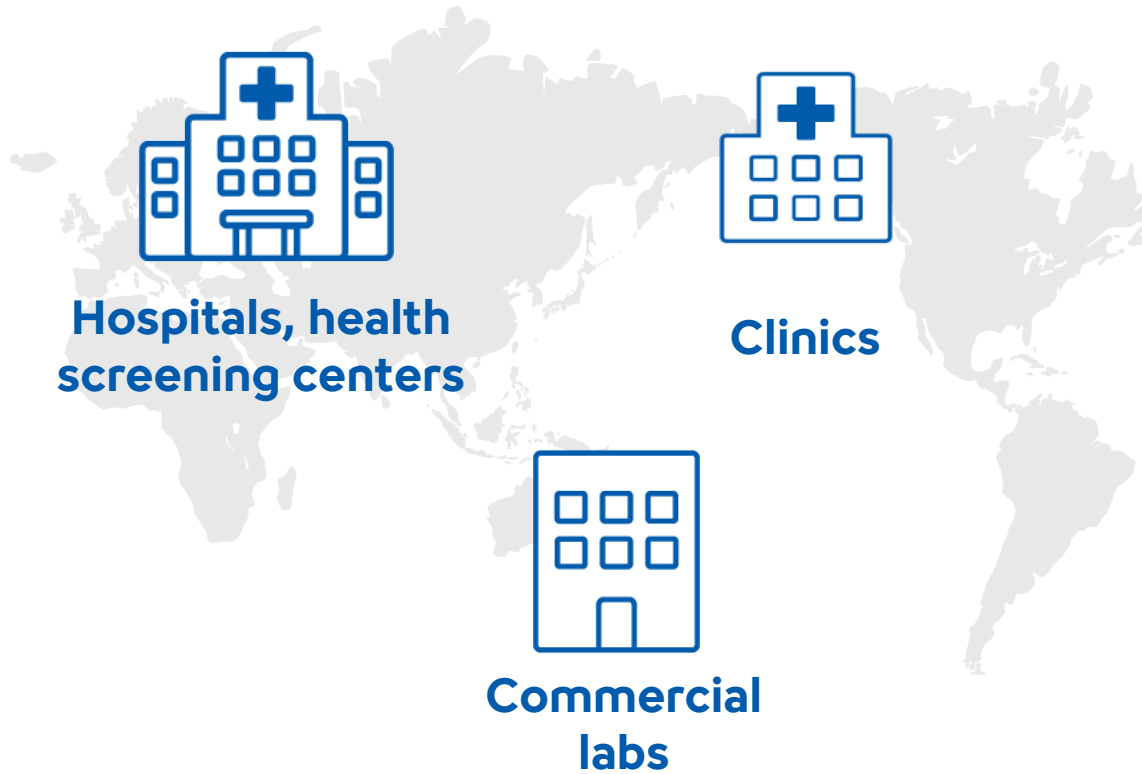 Hospitals, health
screening centers
Clinics
Commercial
labs